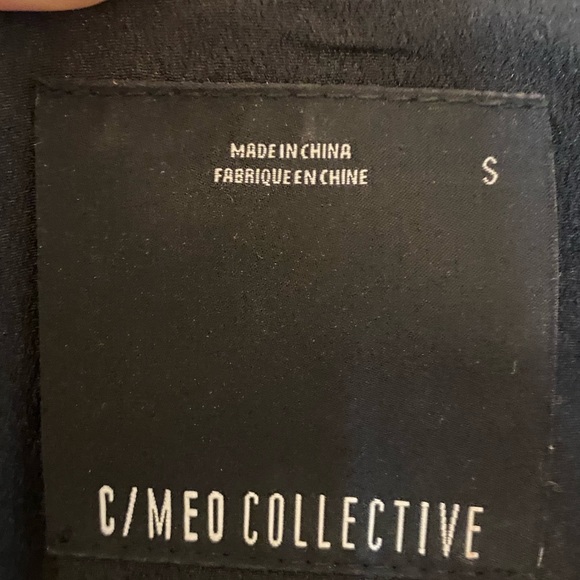 MADE IN CHINA
FABRIQUE EN CHINE
S
C/MEO COLLECTIVE